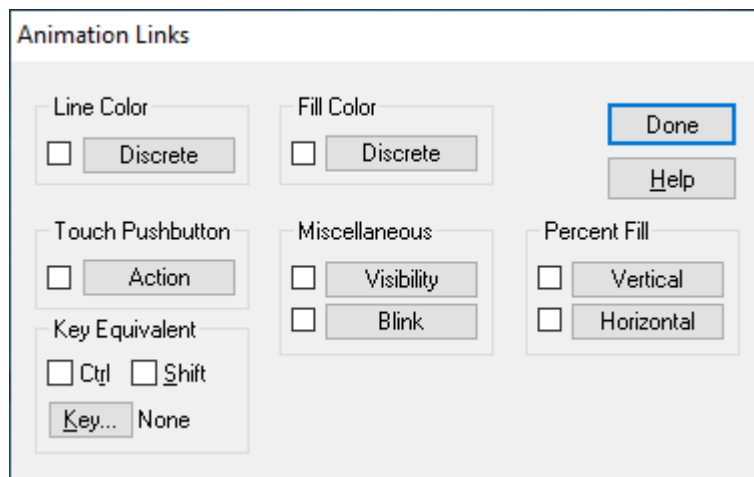 Animation Links
Line Color
Discrete
Fill Color
Discrete
Done
Help
Touch Pushbutton
Action
Miscellaneous
Visibility
Blink
Percent Fill
Vertical
Horizontal
Key Equivalent
Ctrl Shift
Key... None